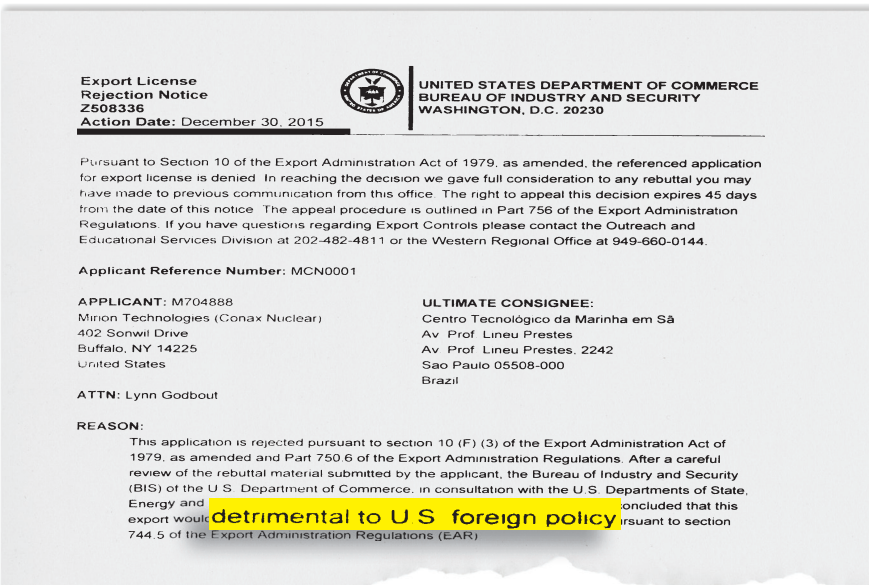 Export License
Rejection Notice
Z508336
Action Date: December 30, 2015
UNITED STATES DEPARTMENT OF COMMERCE
BUREAU OF INDUSTRY AND SECURITY
WASHINGTON, D.C. 20230
Pursuant to Section 10 of the Export Administration Act of 1979, as amended, the referenced application
for export license is denied. In reaching the decision we gave full consideration to any rebuttal you may
have made to previous communication from this office. The right to appeal this decision expires 45 days
from the date of this notice The appeal procedure is outlined in Part 756 of the Export Administration
Regulations. If you have questions regarding Export Controls please contact the Outreach and
Educational Services Division at 202-482-4811 or the Western Regional Office at 949-660-0144.
Applicant Reference Number: MCN0001
APPLICANT: M704888
Mirion Technologies (Conax Nuclear)
402 Sonwil Drive
Buffalo, NY 14225
United States
ATTN: Lynn Godbout
ULTIMATE CONSIGNEE:
Centro Tecnológico da Marinha em Sã
Av Prof Lineu Prestes
Av Prof Lineu Prestes, 2242
Sao Paulo 05508-000
Brazil
REASON:
This application is rejected pursuant to section 10 (F) (3) of the Export Administration Act of
1979, as amended and Part 750.6 of the Export Administration Regulations. After a careful
review of the rebuttal material submitted by the applicant, the Bureau of Industry and Security
(BIS) of the U S Department of Commerce, in consultation with the U.S. Departments of State,
Energy and concluded that this
export would detrimental to U.S foreign policy pursuant to section
744.5 of the Export Administration Regulations (EAR)